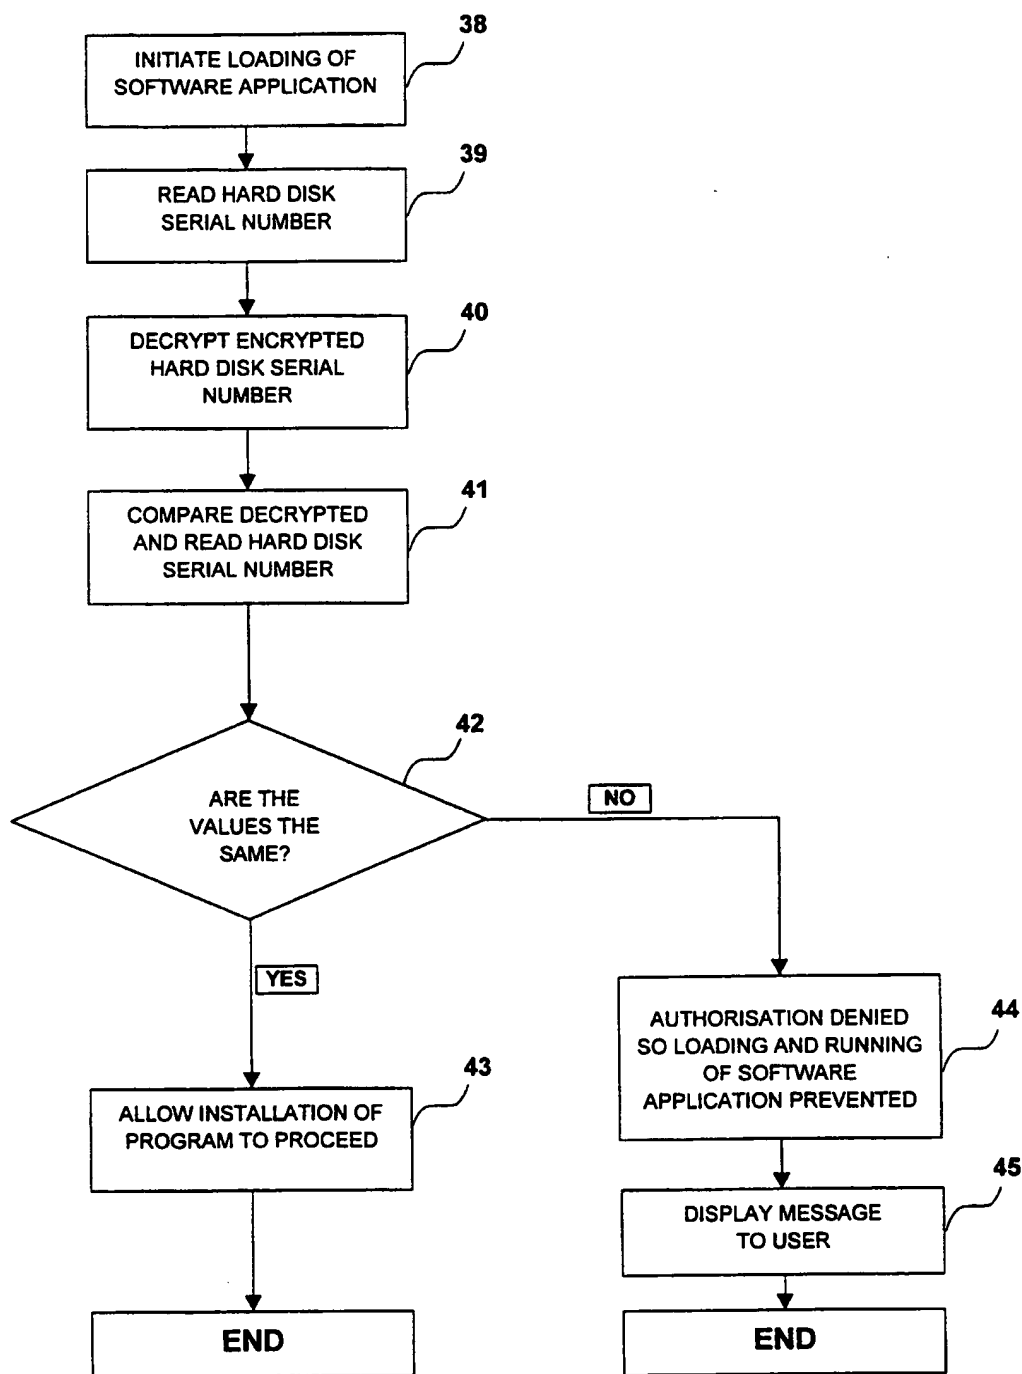 38
INITIATE LOADING OF
SOFTWARE APPLICATION
39
READ HARD DISK
SERIAL NUMBER
40
DECRYPT ENCRYPTED
HARD DISK SERIAL
NUMBER
41
COMPARE DECRYPTED
AND READ HARD DISK
SERIAL NUMBER
42
ARE THE
VALUES THE
SAME?
NO
YES
43
ALLOW INSTALLATION OF
PROGRAM TO PROCEED
END
44
AUTHORISATION DENIED
SO LOADING AND RUNNING
OF SOFTWARE
APPLICATION PREVENTED
45
DISPLAY MESSAGE
TO USER
END